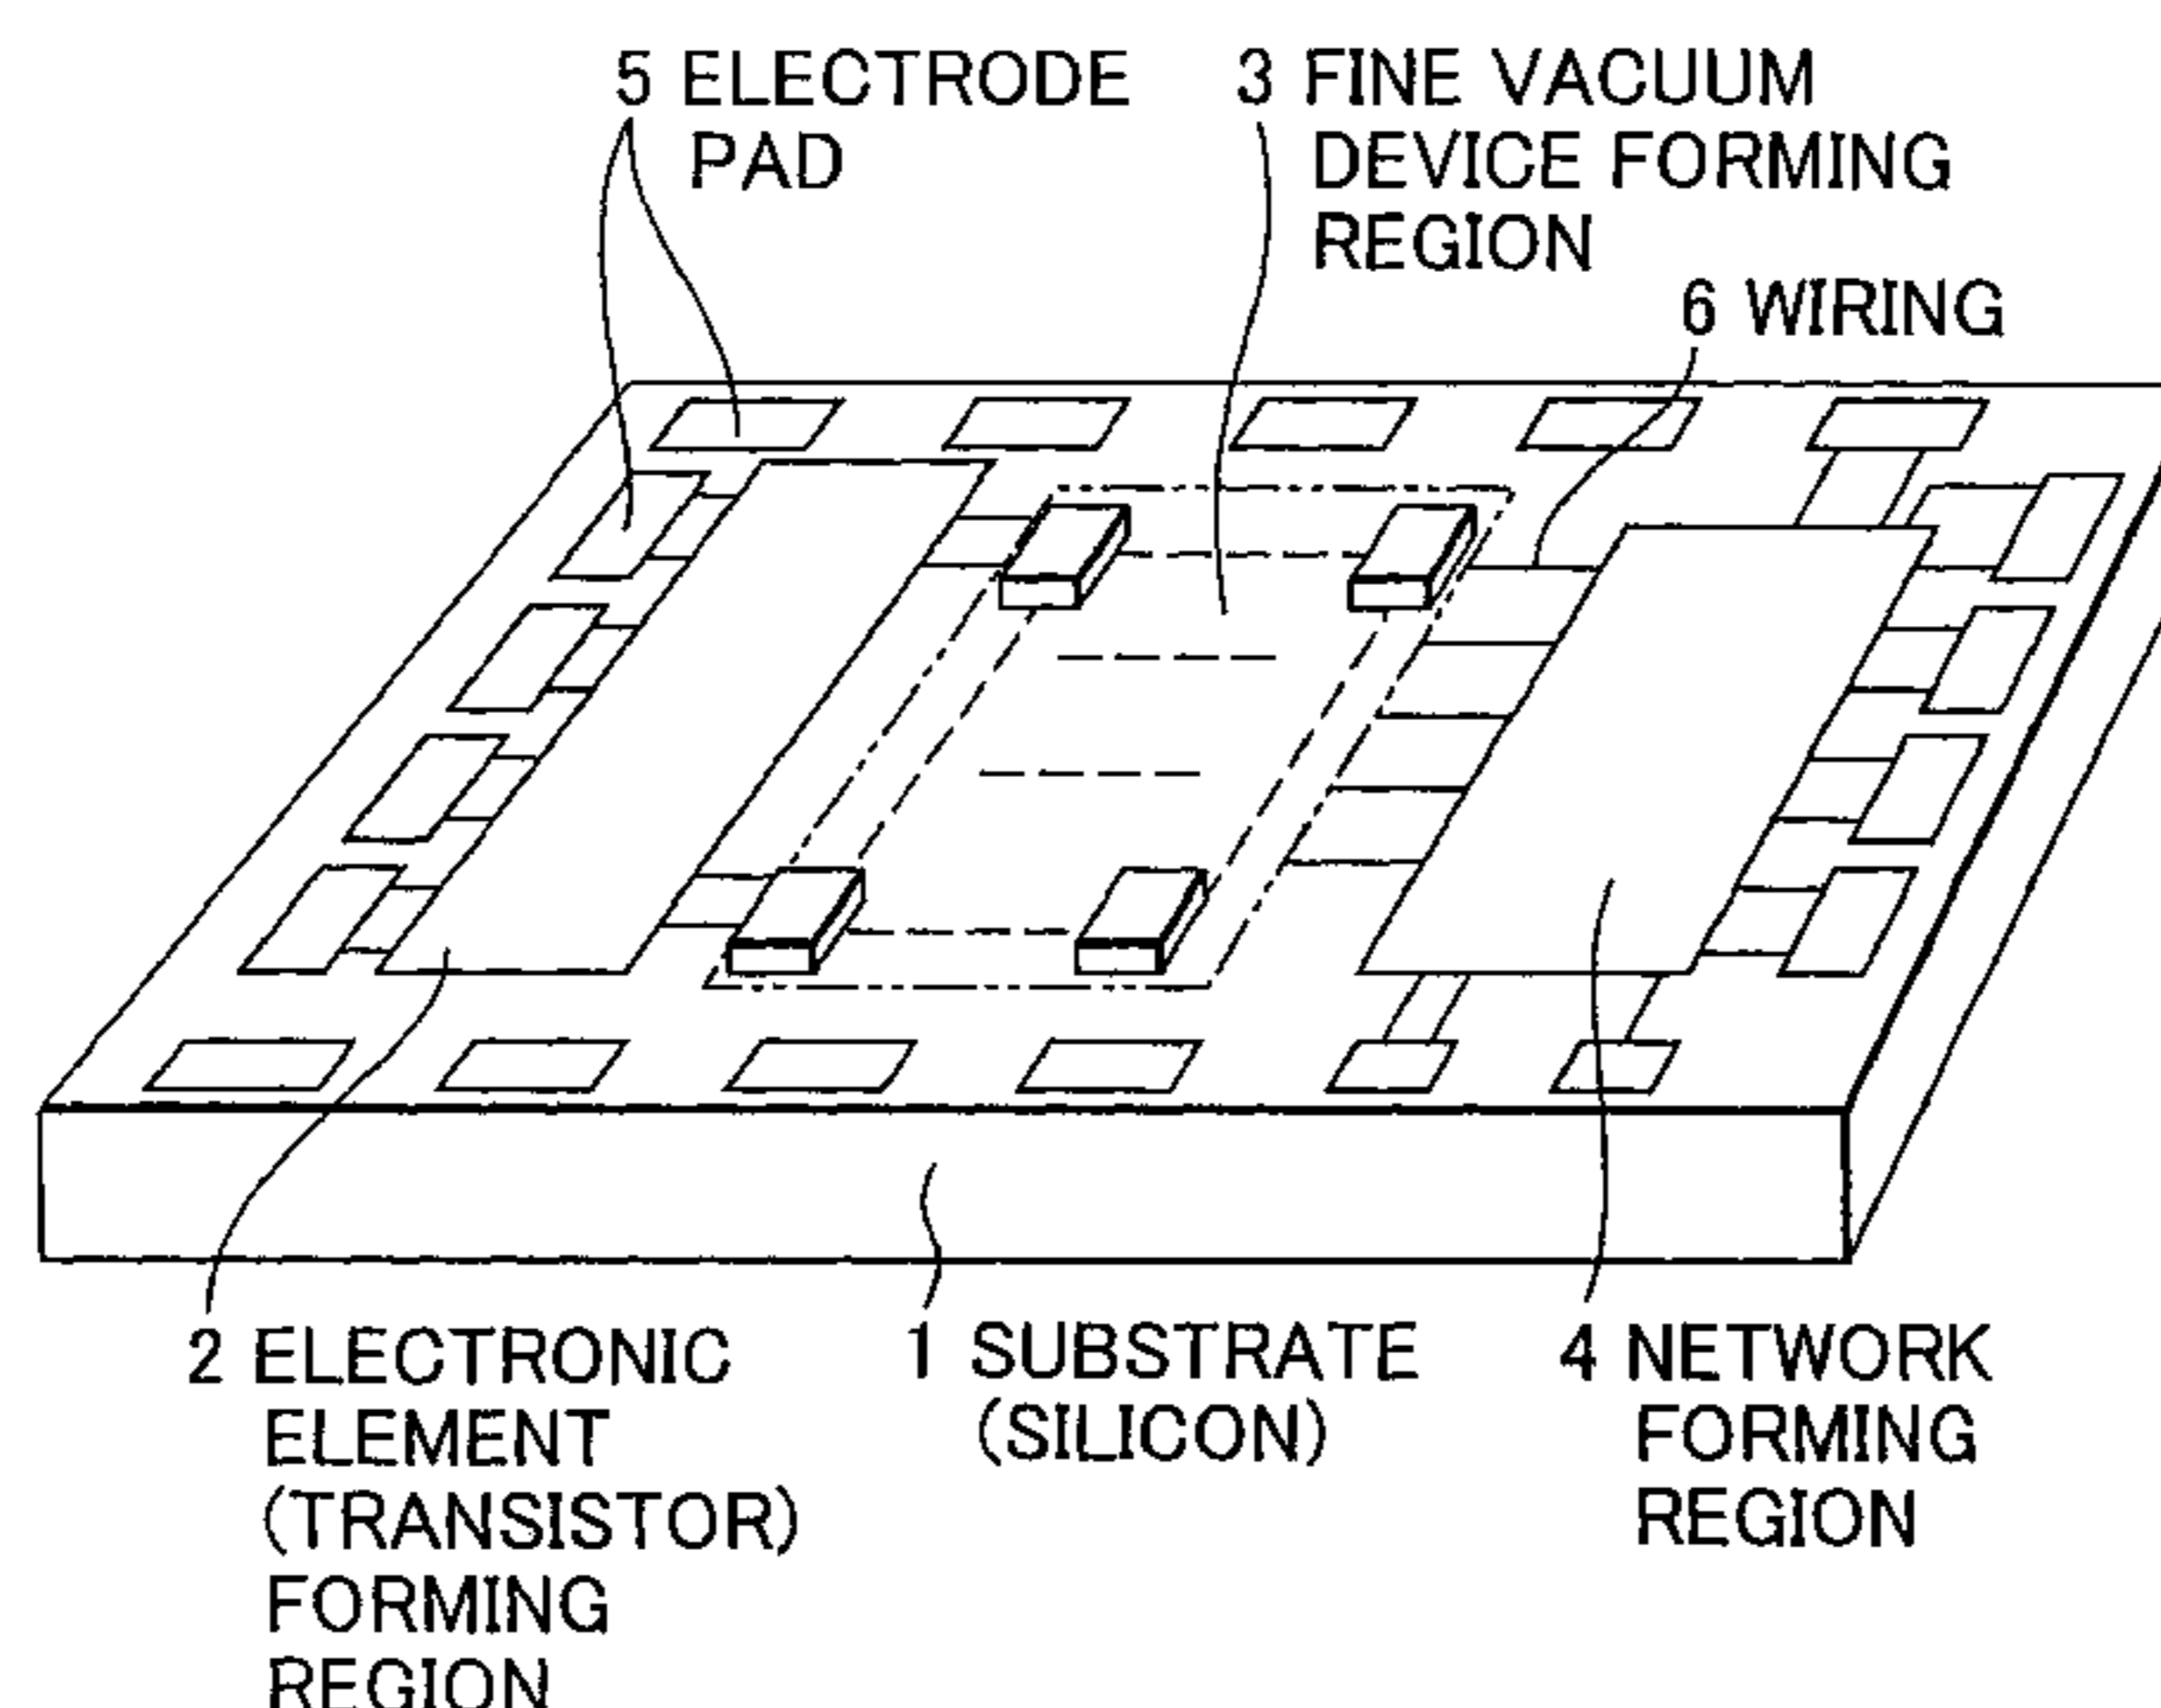 5 ELECTRODE
PAD
3 FINE VACUUM
DEVICE FORMING
REGION
6 WIRING
2 ELECTRONIC
ELEMENT
(TRANSISTOR)
FORMING
REGION
1 SUBSTRATE
(SILICON)
4 NETWORK
FORMING
REGION